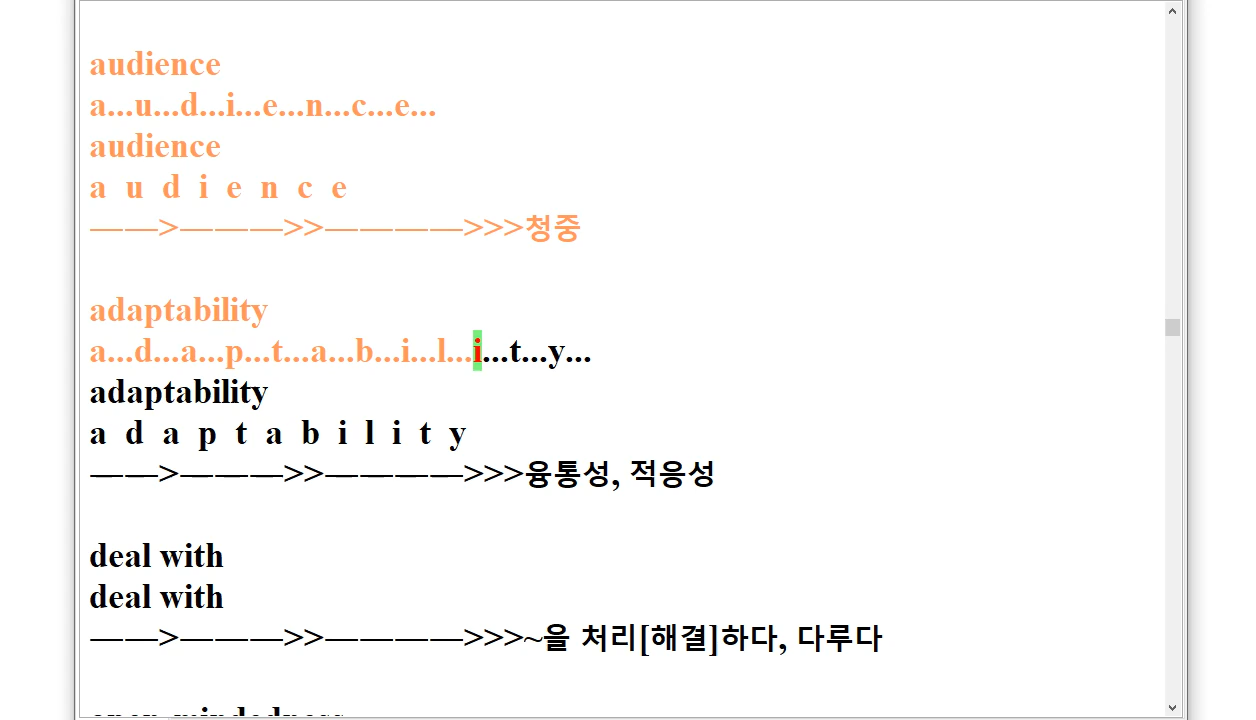 audience
a...u...d...i...e...n...c...e...
audience
a u d i e n c e
——>———>>————>>>청중
adaptability
a...d...a...p...t...a...b...i...l...i...t...y...
adaptability
a d a p t a b i l i t y
——>———>>————>>>융통성, 적응성
deal with
deal with
——>———>>————>>>~을 처리[해결]하다, 다루다